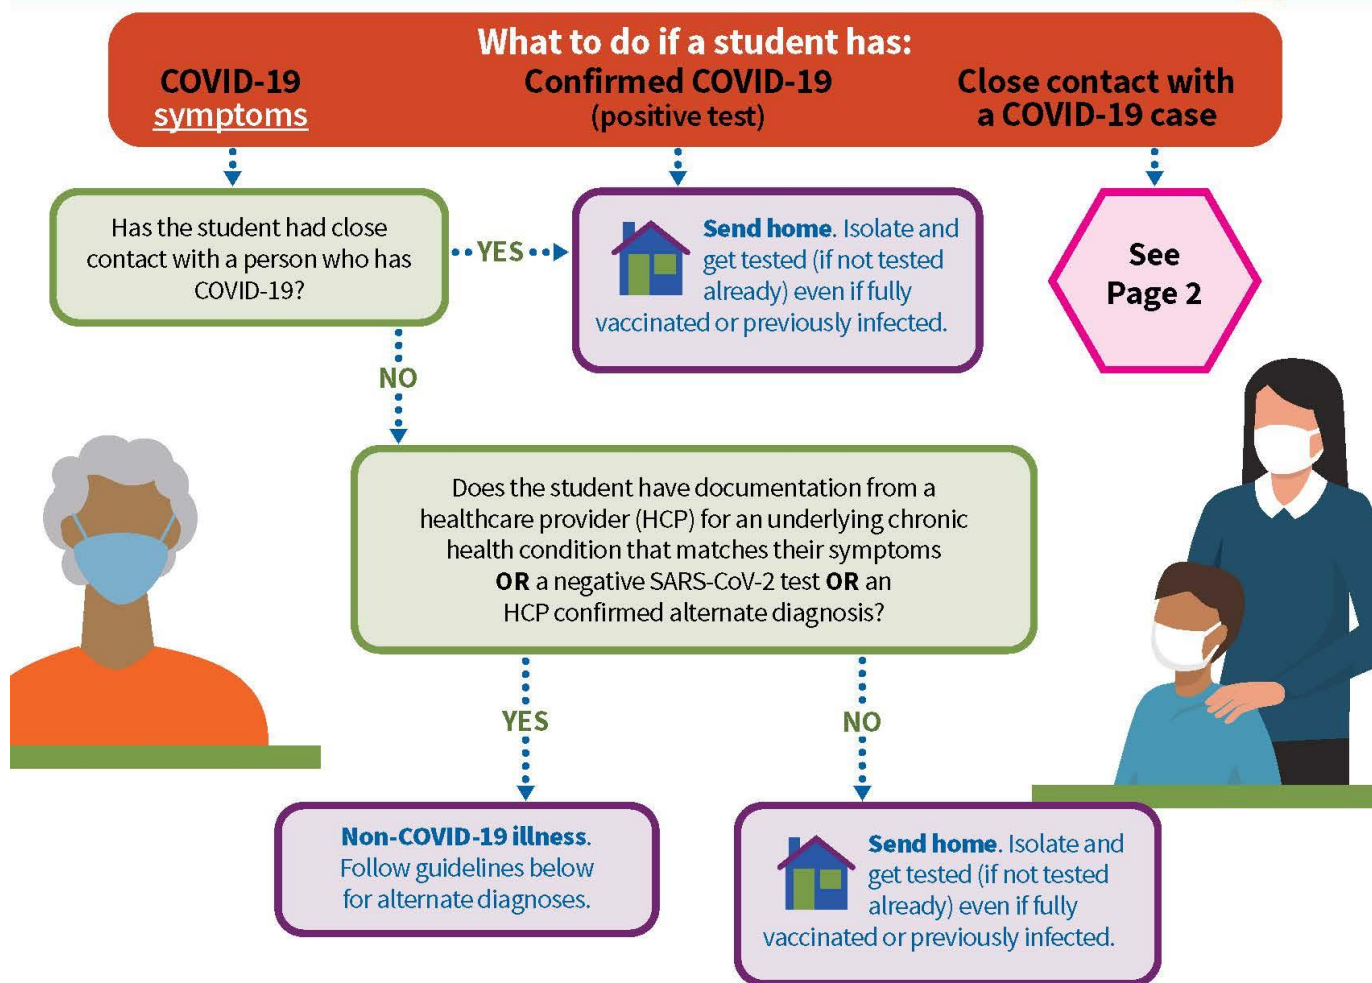 What to do if a student has:
COVID-19
symptoms
Confirmed COVID-19
(positive test)
Close contact with
a COVID-19 case
Has the student had close
contact with a person who has
COVID-19?
YES
Send home. Isolate and
get tested (if not tested
already) even if fully
vaccinated or previously infected.
See
Page 2
NO
Does the student have documentation from a
healthcare provider (HCP) for an underlying chronic
health condition that matches their symptoms
OR a negative SARS-CoV-2 test OR an
HCP confirmed alternate diagnosis?
YES
NO
Non-COVID-19 illness.
Follow guidelines below
for alternate diagnoses.
Send home. Isolate and
get tested (if not tested
already) even if fully
vaccinated or previously infected.